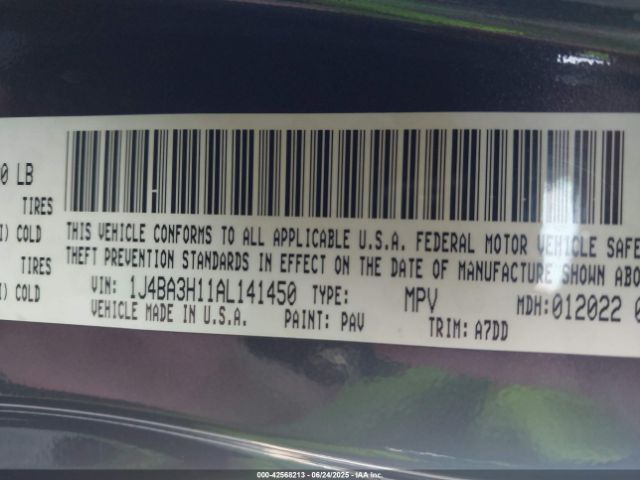 0 LB
TIRES
I) COLD
TIRES
I) COLD
THIS VEHICLE CONFORMS TO ALL APPLICABLE U.S.A. FEDERAL MOTOR VEHICLE SAFE
THEFT PREVENTION STANDARDS IN EFFECT ON THE DATE OF MANUFACTURE SHOWN ABO
VIN: 1J4BA3H11AL141450 TYPE: MPV MDH:012022 0
VEHICLE MADE IN U.S.A. PAINT: PAV TRIM: A7DD
000-42568213 - 06/24/2025 - IAA Inc.